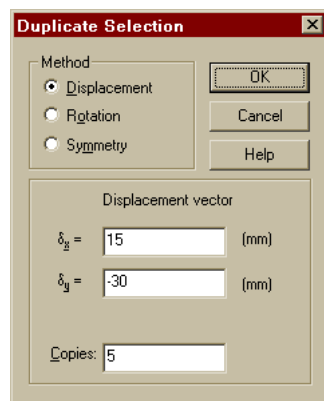 Duplicate Selection
Method
Displacement
Rotation
Symmetry
OK
Cancel
Help
Displacement vector
δx = 15 (mm)
δy = -30 (mm)
Copies: 5